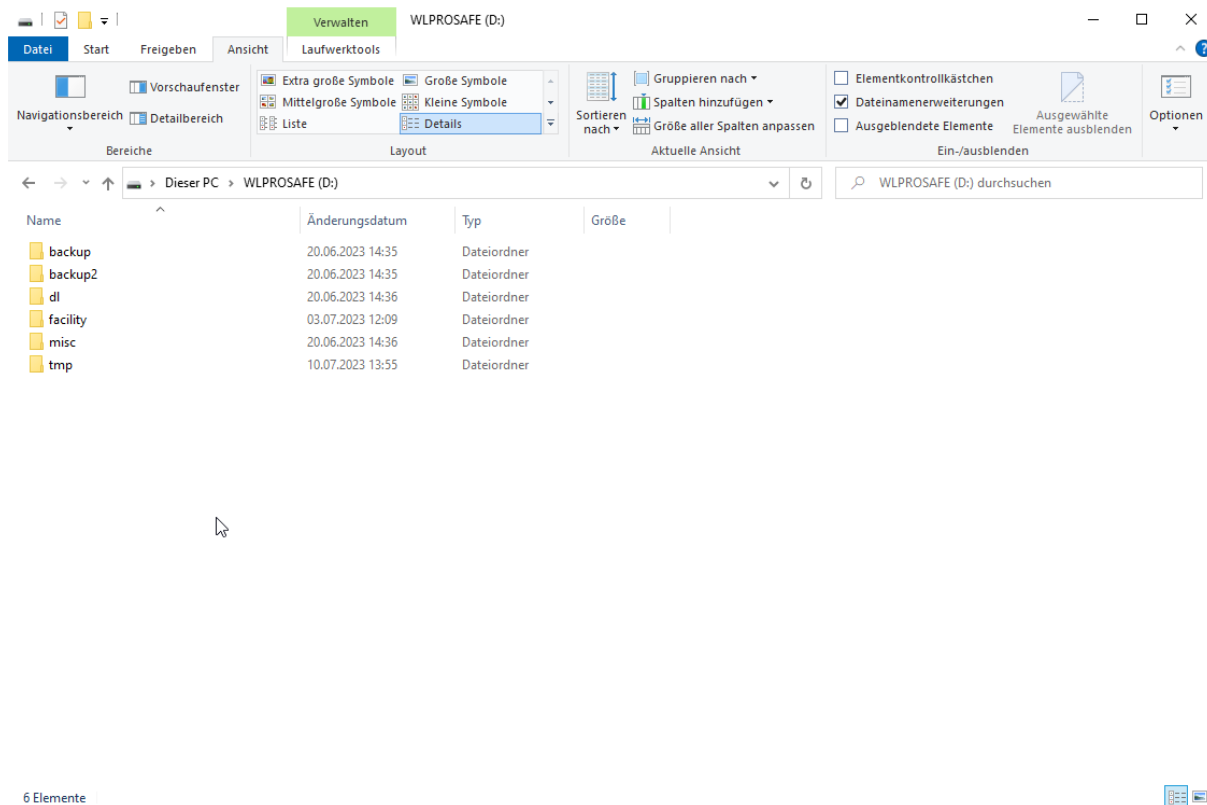 Verwalten WLPROSAFE (D:)
Datei Start Freigeben Ansicht Laufwerktools ?
Navigationsbereich
Vorschaufenster
Detailbereich
Bereiche
Extra große Symbole Große Symbole
Mittelgroße Symbole Kleine Symbole
Liste Details
Layout
Sortieren
nach
Gruppieren nach
Spalten hinzufügen
Größe aller Spalten anpassen
Aktuelle Ansicht
Elementkontrollkästchen
Dateinamenerweiterungen
Ausgeblendete Elemente
Ausgewählte
Elemente ausblenden
Ein-/ausblenden
Optionen
Dieser PC > WLPROSAFE (D:)
WLPROSAFE (D:) durchsuchen
Name Änderungsdatum Typ Größe
backup 20.06.2023 14:35 Dateiordner
backup2 20.06.2023 14:35 Dateiordner
dl 20.06.2023 14:36 Dateiordner
facility 03.07.2023 12:09 Dateiordner
misc 20.06.2023 14:36 Dateiordner
tmp 10.07.2023 13:55 Dateiordner
6 Elemente